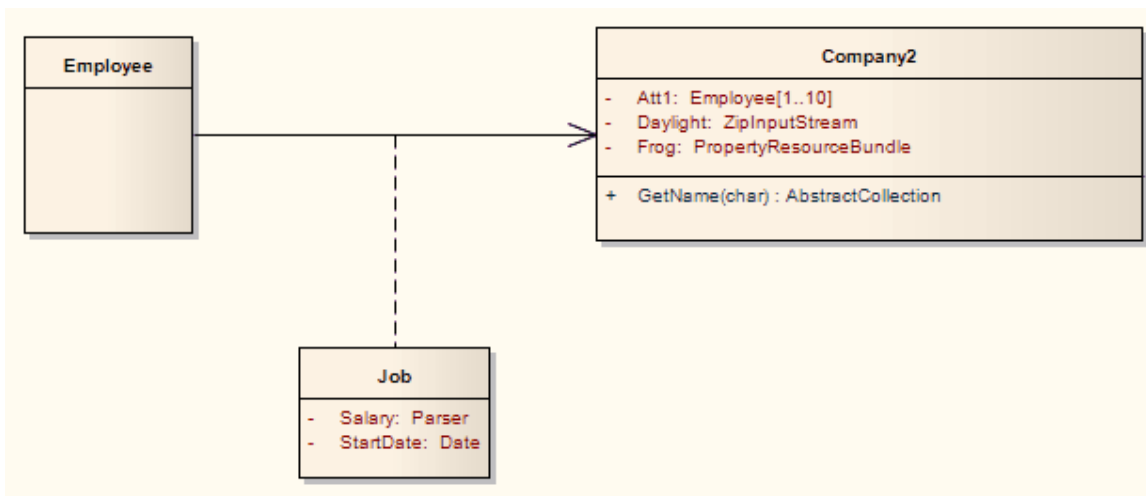 Employee
Company2
- Att1: Employee[1..10]
- Daylight: ZipInputStream
- Frog: PropertyResourceBundle
+ GetName(char) : AbstractCollection
Job
- Salary: Parser
- StartDate: Date